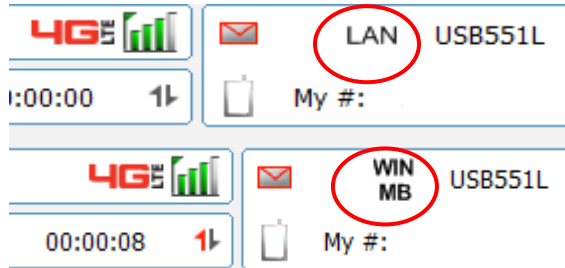 4G LTE LAN USB551L
0:00:00 My #:
4G LTE WIN MB USB551L
00:00:08 My #: